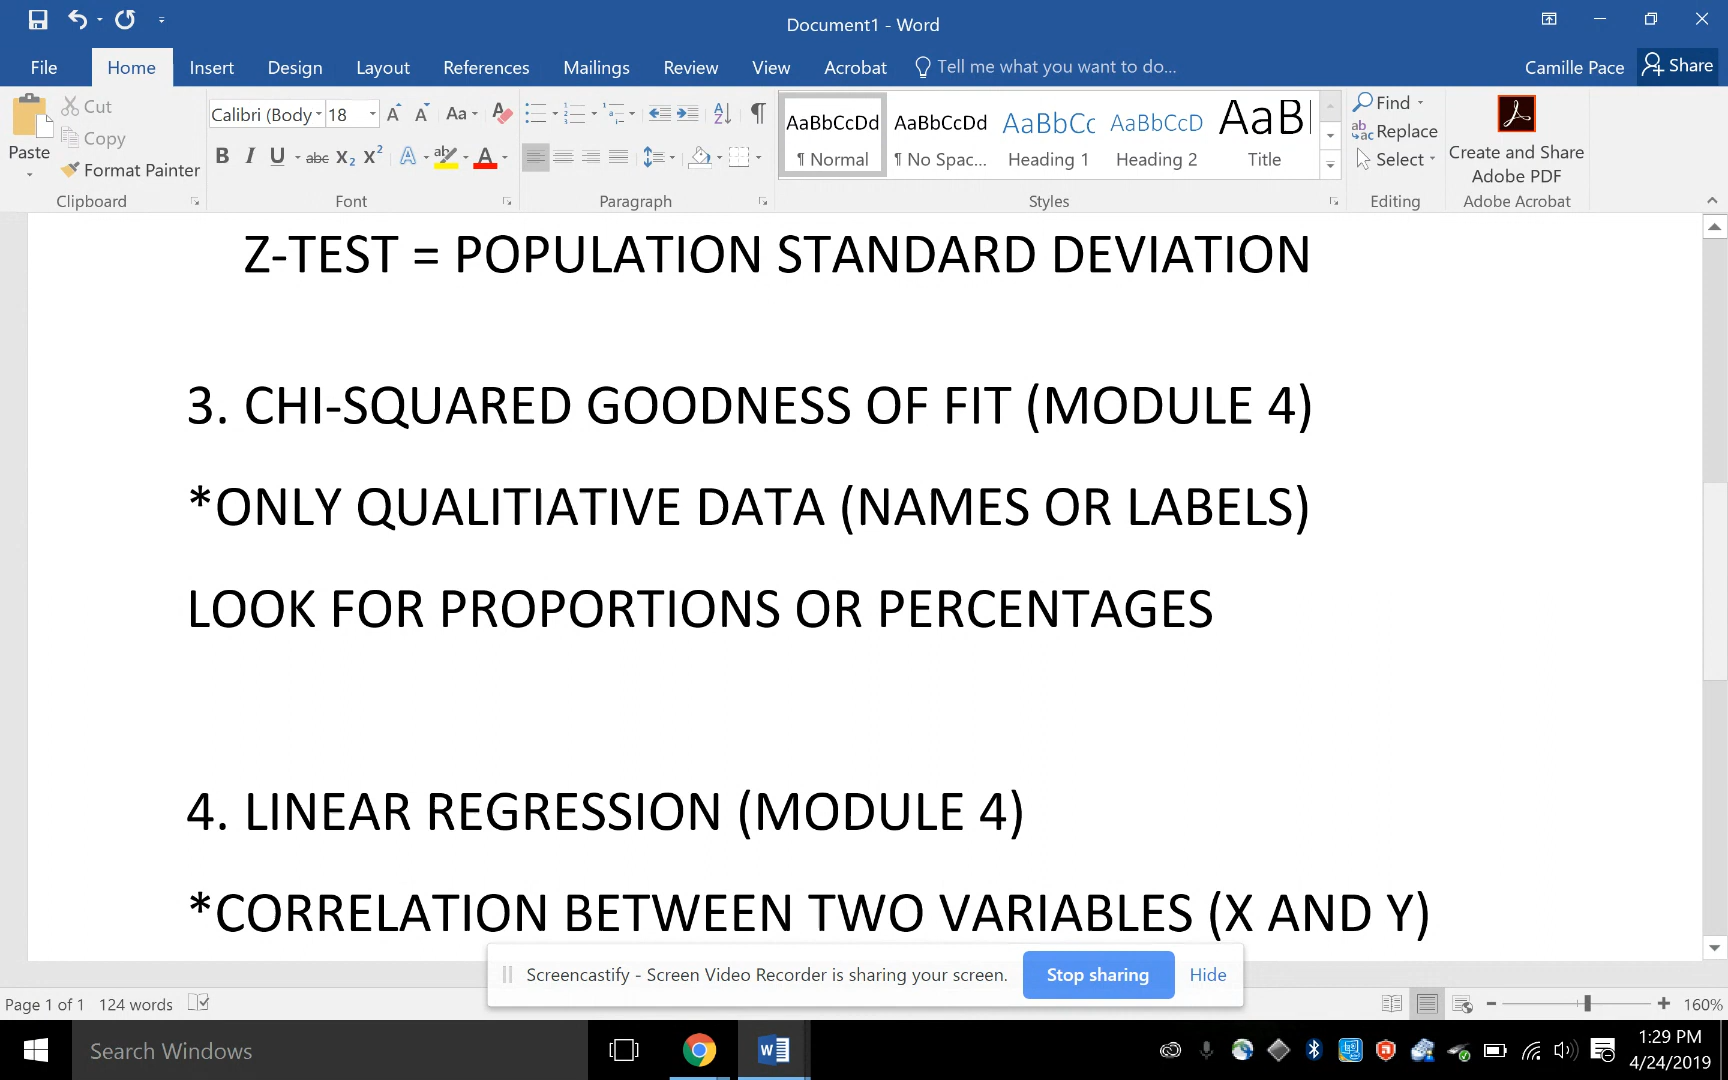 Document1 - Word
File Home Insert Design Layout References Mailings Review View Acrobat Tell me what you want to do... Camille Pace Share
Paste Cut Copy Format Painter
Clipboard
Calibri (Body 18 Aa
B I U abc X2 X2 A ab A
Font
Paragraph
AaBbCcDd AaBbCcDd AaBbCc AaBbCcD AaB
¶ Normal ¶ No Spac... Heading 1 Heading 2 Title
Styles
Find
Replace
Select
Editing
Create and Share
Adobe PDF
Adobe Acrobat
Z-TEST = POPULATION STANDARD DEVIATION
3. CHI-SQUARED GOODNESS OF FIT (MODULE 4)
*ONLY QUALITIATIVE DATA (NAMES OR LABELS)
LOOK FOR PROPORTIONS OR PERCENTAGES
4. LINEAR REGRESSION (MODULE 4)
*CORRELATION BETWEEN TWO VARIABLES (X AND Y)
Screencastify - Screen Video Recorder is sharing your screen. Stop sharing Hide
Page 1 of 1 124 words 160%
Search Windows
1:29 PM
4/24/2019